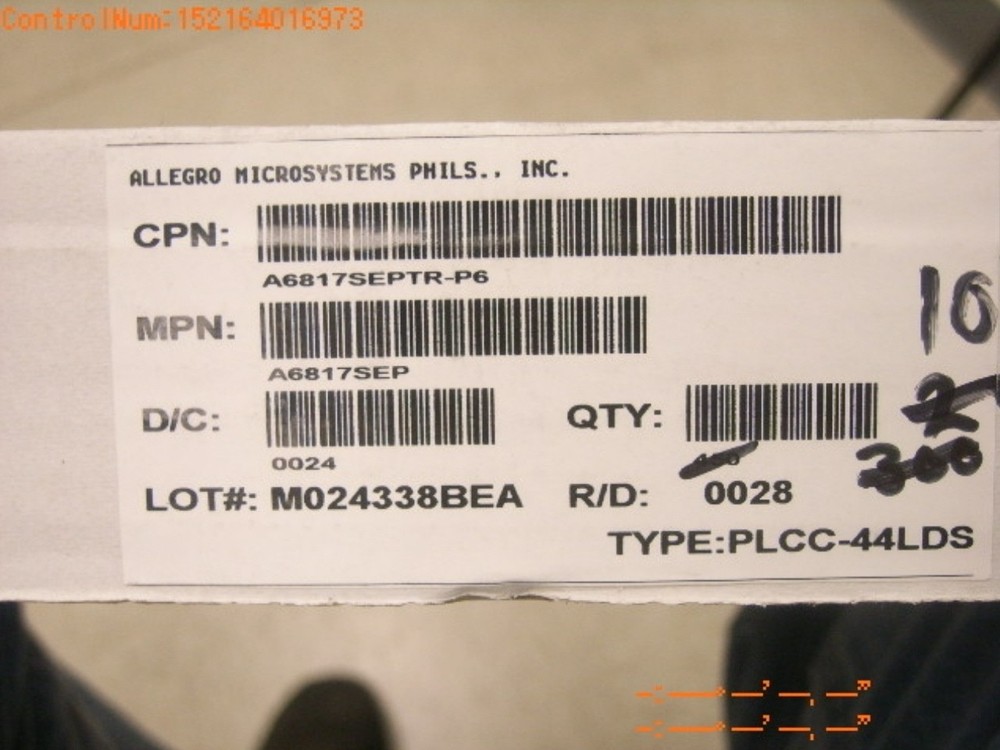 ControlNum:152164016973
ALLEGRO MICROSYSTEMS PHILS., INC.
CPN:
A6817SEPTR-P6
MPN:
A6817SEP
10
D/C:
0024
QTY:
2
300
LOT#: M024338BEA R/D: 0028
TYPE:PLCC-44LDS